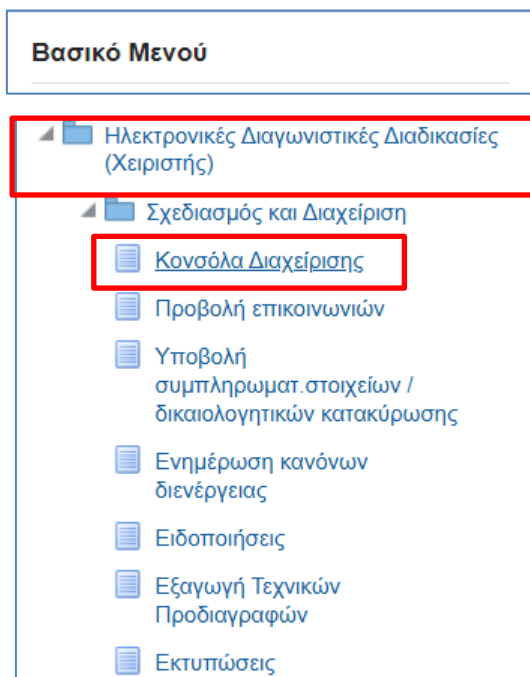 Βασικό Μενού
Ηλεκτρονικές Διαγωνιστικές Διαδικασίες
(Χειριστής)
Σχεδιασμός και Διαχείριση
Κονσόλα Διαχείρισης
Προβολή επικοινωνιών
Υποβολή
συμπληρωματ.στοιχείων /
δικαιολογητικών κατακύρωσης
Ενημέρωση κανόνων
διενέργειας
Ειδοποιήσεις
Εξαγωγή Τεχνικών
Προδιαγραφών
Εκτυπώσεις